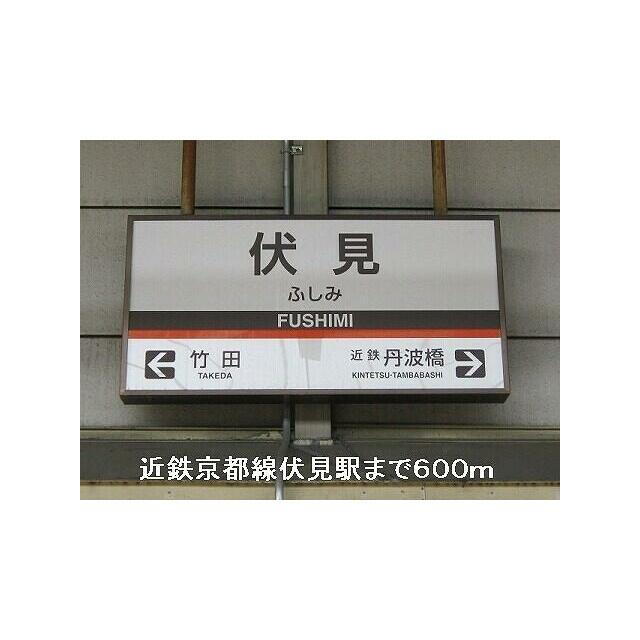 伏見
ふしみ
FUSHIMI
竹田
TAKEDA
近鉄丹波橋
KINTETSU-TAMBABASHI
近鉄京都線伏見駅まで600m